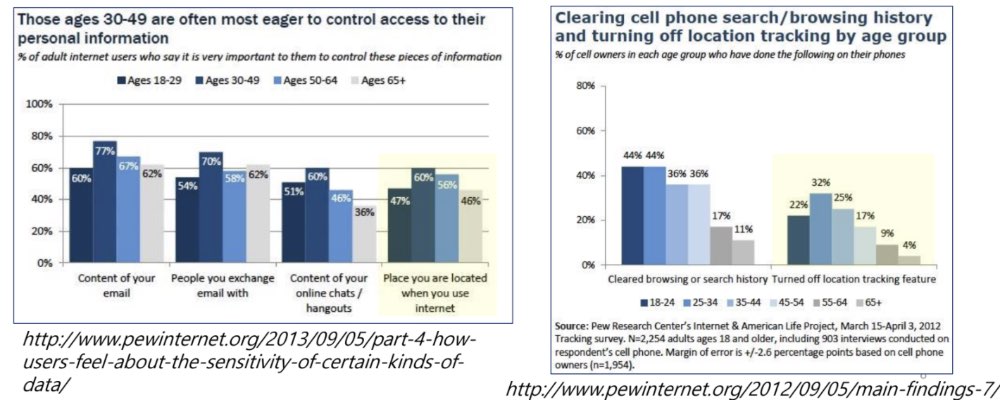 Those ages 30-49 are often most eager to control access to their
personal information
% of adult internet users who say it is very important to them to control these pieces of information
Ages 18-29 Ages 30-49 Ages 50-64 Ages 65+
100%
80%
60%
40%
20%
0%
60% 77% 67% 62%
54% 70% 58% 62%
51% 60% 46% 36%
47% 60% 56% 46%
Content of your
email
People you exchange
email with
Content of your
online chats /
hangouts
Place you are located
when you use
internet
http://www.pewinternet.org/2013/09/05/part-4-how-
users-feel-about-the-sensitivity-of-certain-kinds-of-
data/
Clearing cell phone search/browsing history
and turning off location tracking by age group
% of cell owners in each age group who have done the following on their phones
80%
60%
40%
20%
0%
44% 44% 36% 36% 17% 11%
22% 32% 25% 17% 9% 4%
Cleared browsing or search history
Turned off location tracking feature
18-24 25-34 35-44 45-54 55-64 65+
Source: Pew Research Center's Internet & American Life Project, March 15-April 3, 2012
Tracking survey. N=2,254 adults ages 18 and older, including 903 interviews conducted on
respondent's cell phone. Margin of error is +/-2.6 percentage points based on cell phone
owners (n=1,954).
http://www.pewinternet.org/2012/09/05/main-findings-7/